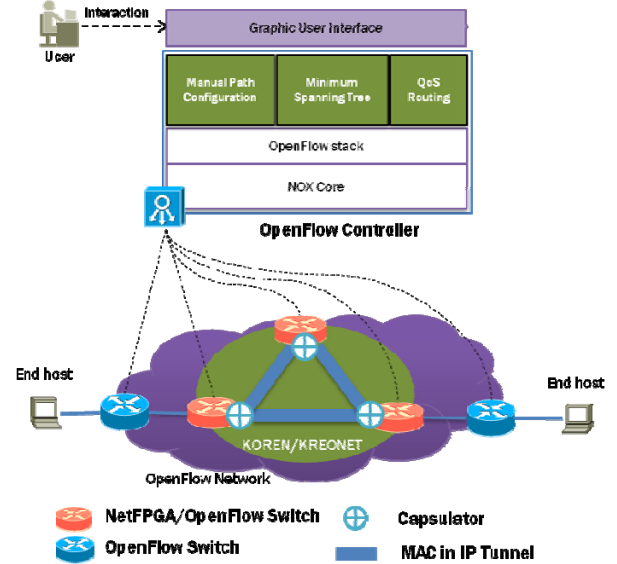 Interaction
Graphic User Interface
User
Manual Path
Configuration
Minimum
Spanning Tree
QoS
Routing
OpenFlow stack
NOX Core
OpenFlow Controller
End host
End host
KOREN/KREONET
OpenFlow Network
NetFPGA/OpenFlow Switch
Capsulator
OpenFlow Switch
MAC in IP Tunnel